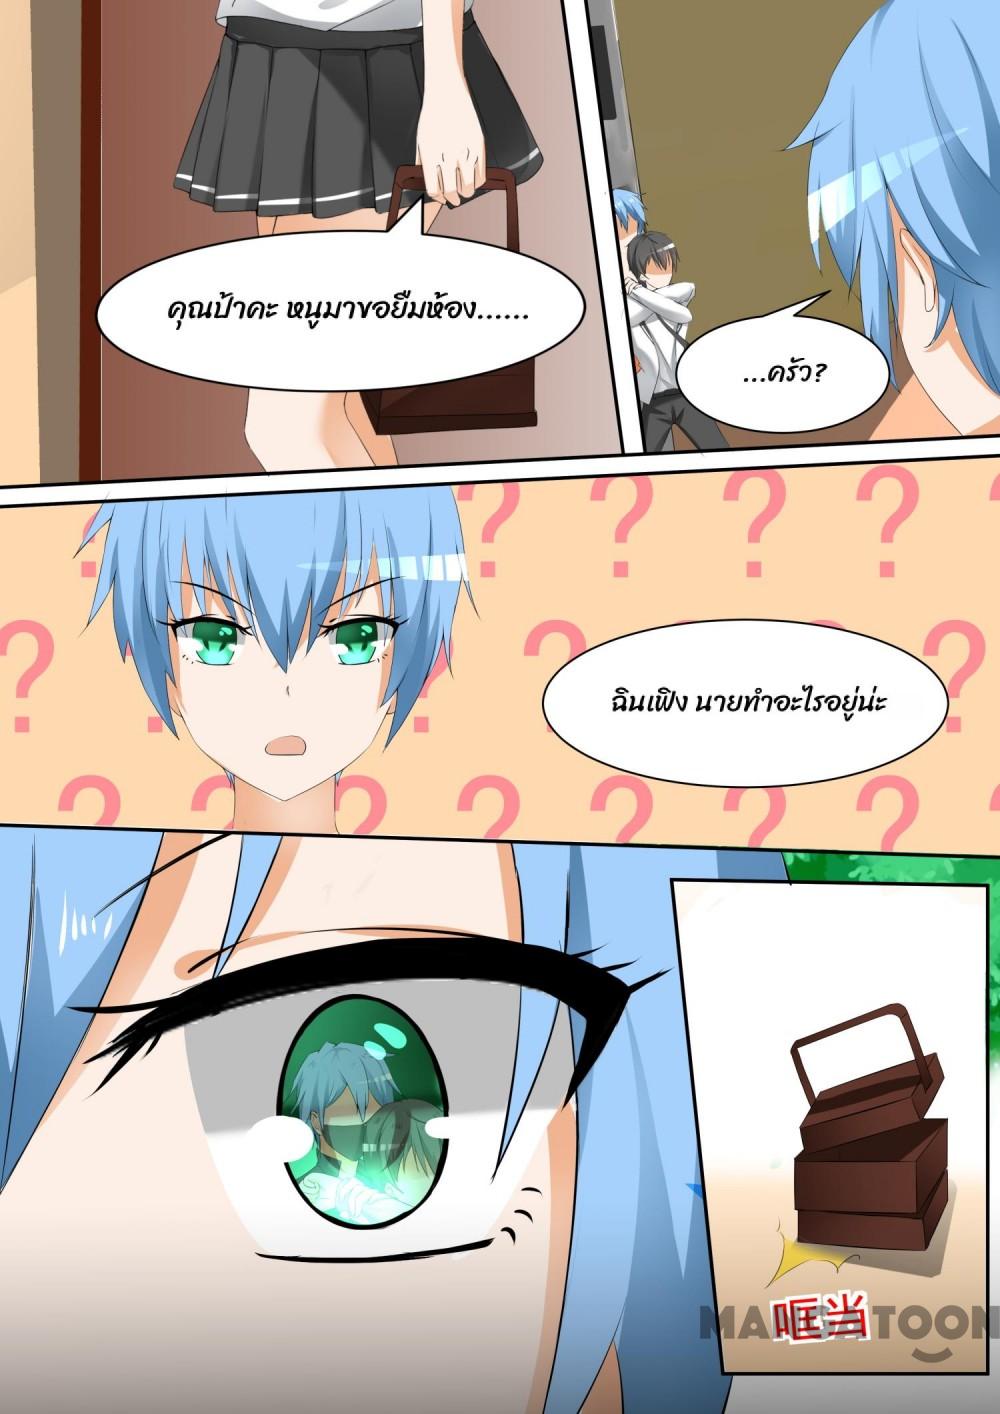 คุณป้าคะ หนูมาขอยืมห้อง......
...ครัว?
? ? ? ? ?
ฉินเฟิง นายทำอะไรอยู่น่ะ
哐当
MANGATOON